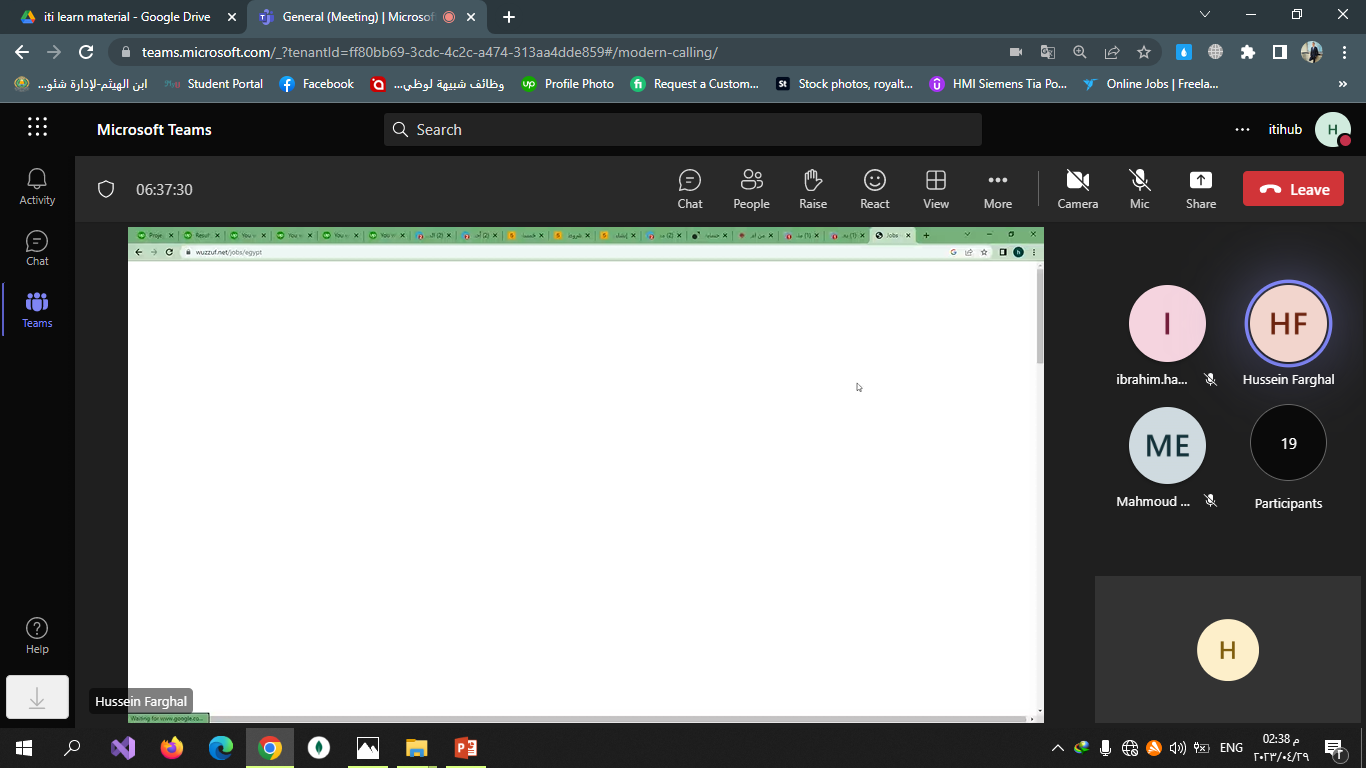 iti learn material - Google Drive
General (Meeting) | Microsof
teams.microsoft.com/_?tenantId=ff80bb69-3cdc-4c2c-a474-313aa4dde859#/modern-calling/
ابن الهيثم-لإدارة شئو...
Student Portal
Facebook
وظائف شبيهة لوظي...
Profile Photo
Request a Custom...
Stock photos, royalt...
HMI Siemens Tia Po...
Online Jobs | Freela...
Microsoft Teams
Search
itihub
H
Activity
Chat
Teams
Help
06:37:30
Chat
People
Raise
React
View
More
Camera
Mic
Share
Leave
wuzzuf.net/jobs/egypt
Waiting for www.google.co...
Hussein Farghal
I
HF
ibrahim.ha...
Hussein Farghal
ME
19
Mahmoud ...
Participants
H
ENG
02:38 م
٢٠٢٣/٠٤/٢٩